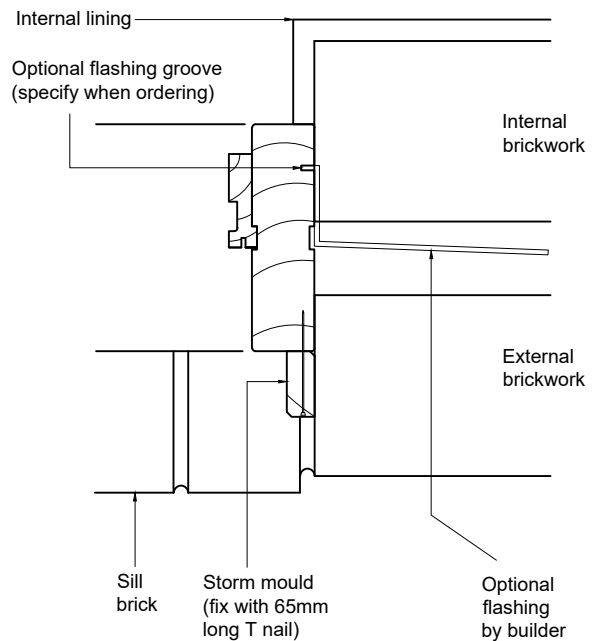 Internal lining
Optional flashing groove
(specify when ordering)
Internal
brickwork
External
brickwork
Sill
brick
Storm mould
(fix with 65mm
long T nail)
Optional
flashing
by builder